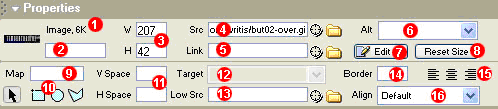 Properties
Image, 6K 1 W 207 Src 4 writis/but02-over.gi Alt 6
2 H 42 3 Link 5 Edit 7 Reset Size 8
Map 9 V Space Target 12 Border 14 15
10 H Space 11 Low Src 13 Align Default 16